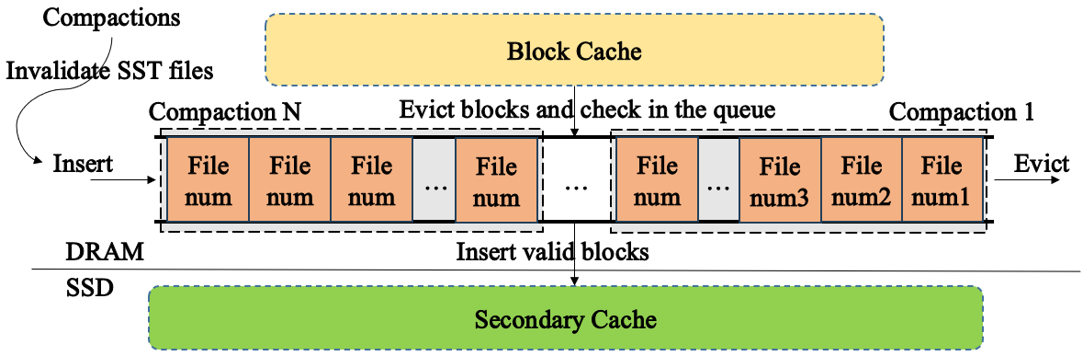 Compactions
Block Cache
Invalidate SST files
Compaction N
Evict blocks and check in the queue
Compaction 1
Insert
File num
File num
File num
...
File num
...
File num
...
File num3
File num2
File num1
Evict
DRAM
Insert valid blocks
SSD
Secondary Cache